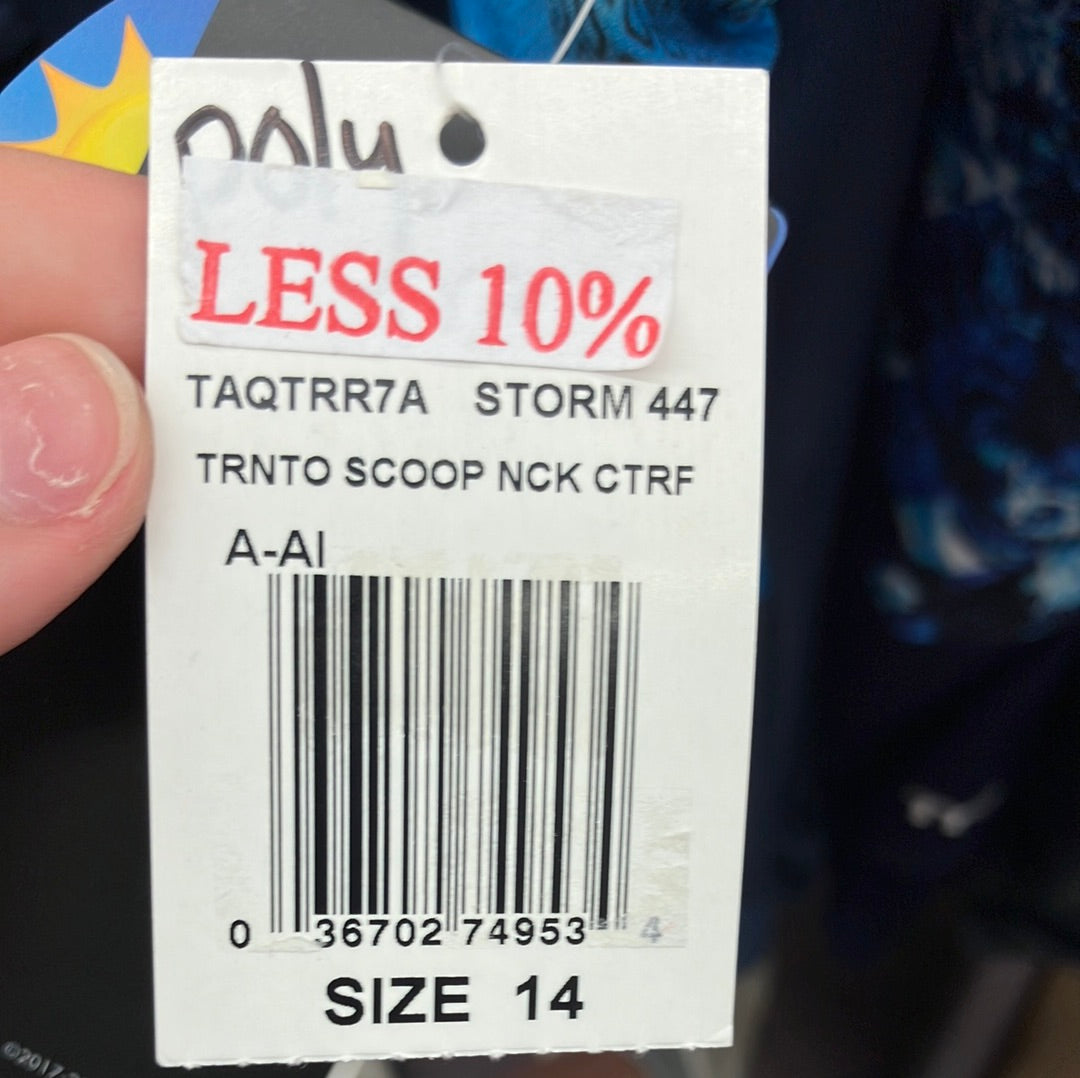 poly
LESS 10%
TAQTRR7A STORM 447
TRNTO SCOOP NCK CTRF
A-AI
0 36702 74953 4
SIZE 14